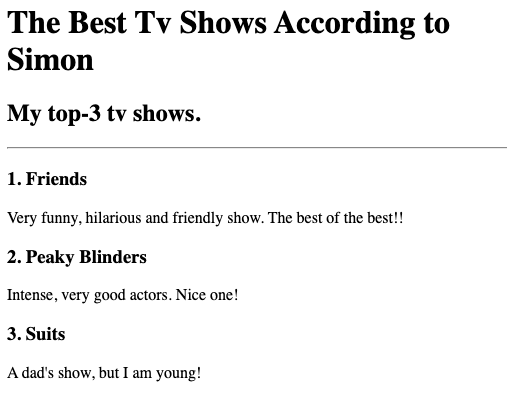 The Best Tv Shows According to
Simon
My top-3 tv shows.
1. Friends
Very funny, hilarious and friendly show. The best of the best!!
2. Peaky Blinders
Intense, very good actors. Nice one!
3. Suits
A dad's show, but I am young!